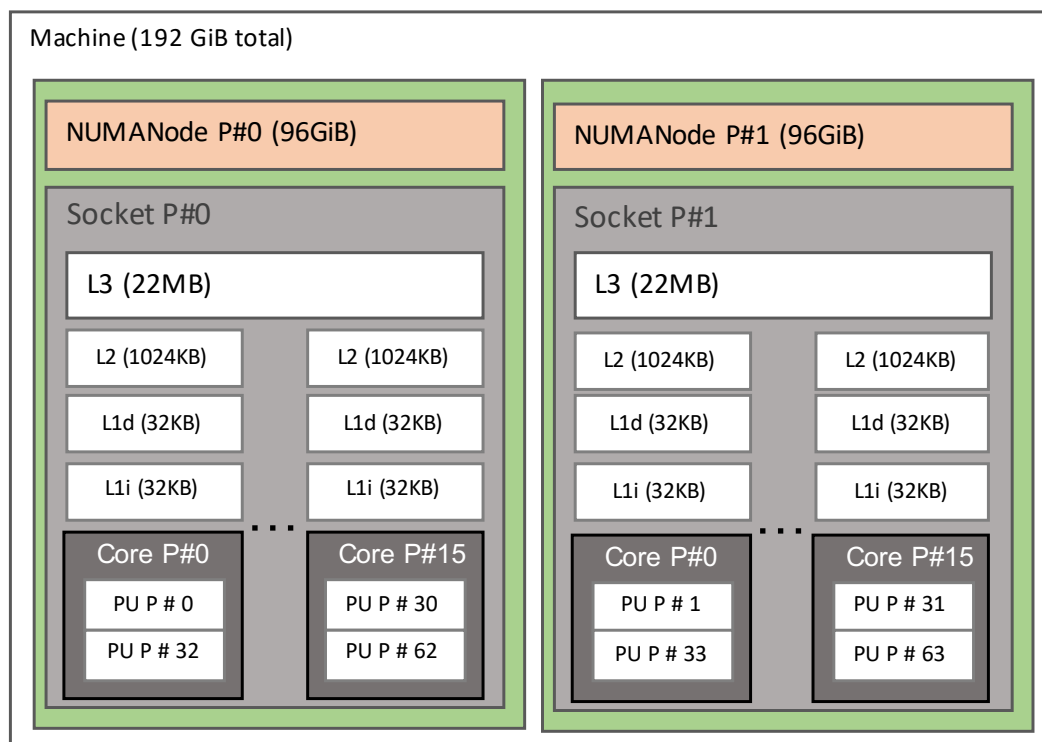 Machine (192 GiB total)
NUMANode P#0 (96GiB)
Socket P#0
L3 (22MB)
L2 (1024KB)
L2 (1024KB)
L1d (32KB)
L1d (32KB)
L1i (32KB)
L1i (32KB)
...
Core P#0
Core P#15
PU P # 0
PU P # 30
PU P # 32
PU P # 62
NUMANode P#1 (96GiB)
Socket P#1
L3 (22MB)
L2 (1024KB)
L2 (1024KB)
L1d (32KB)
L1d (32KB)
L1i (32KB)
L1i (32KB)
...
Core P#0
Core P#15
PU P # 1
PU P # 31
PU P # 33
PU P # 63